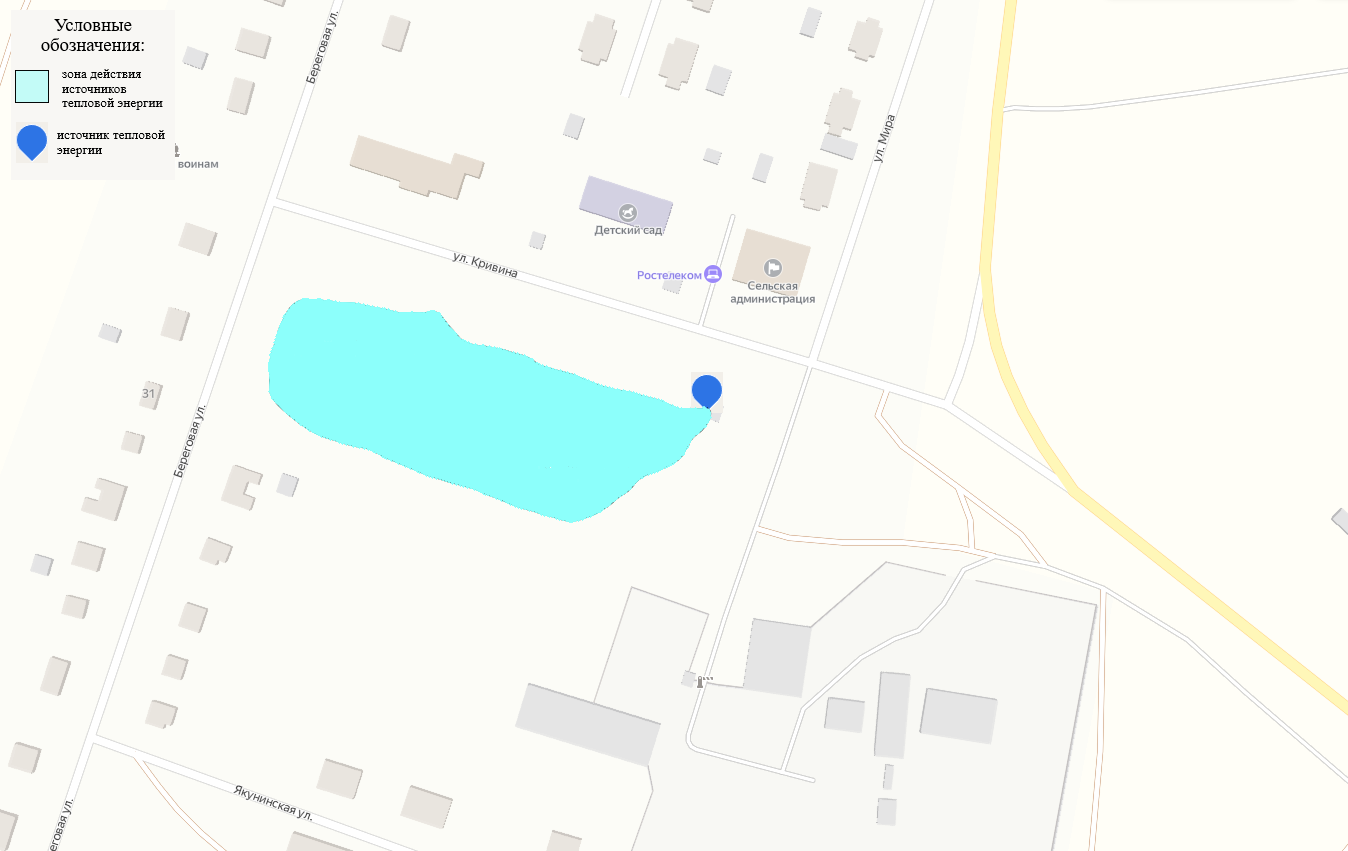 Условные
обозначения:
зона действия
источников
тепловой энергии
источник тепловой
энергии
Береговая ул.
воинам
ул. Мира
Детский сад
ул. Кривина
Ростелеком
Сельская
администрация
31
Береговая ул.
Якунинская ул.
еговая ул.